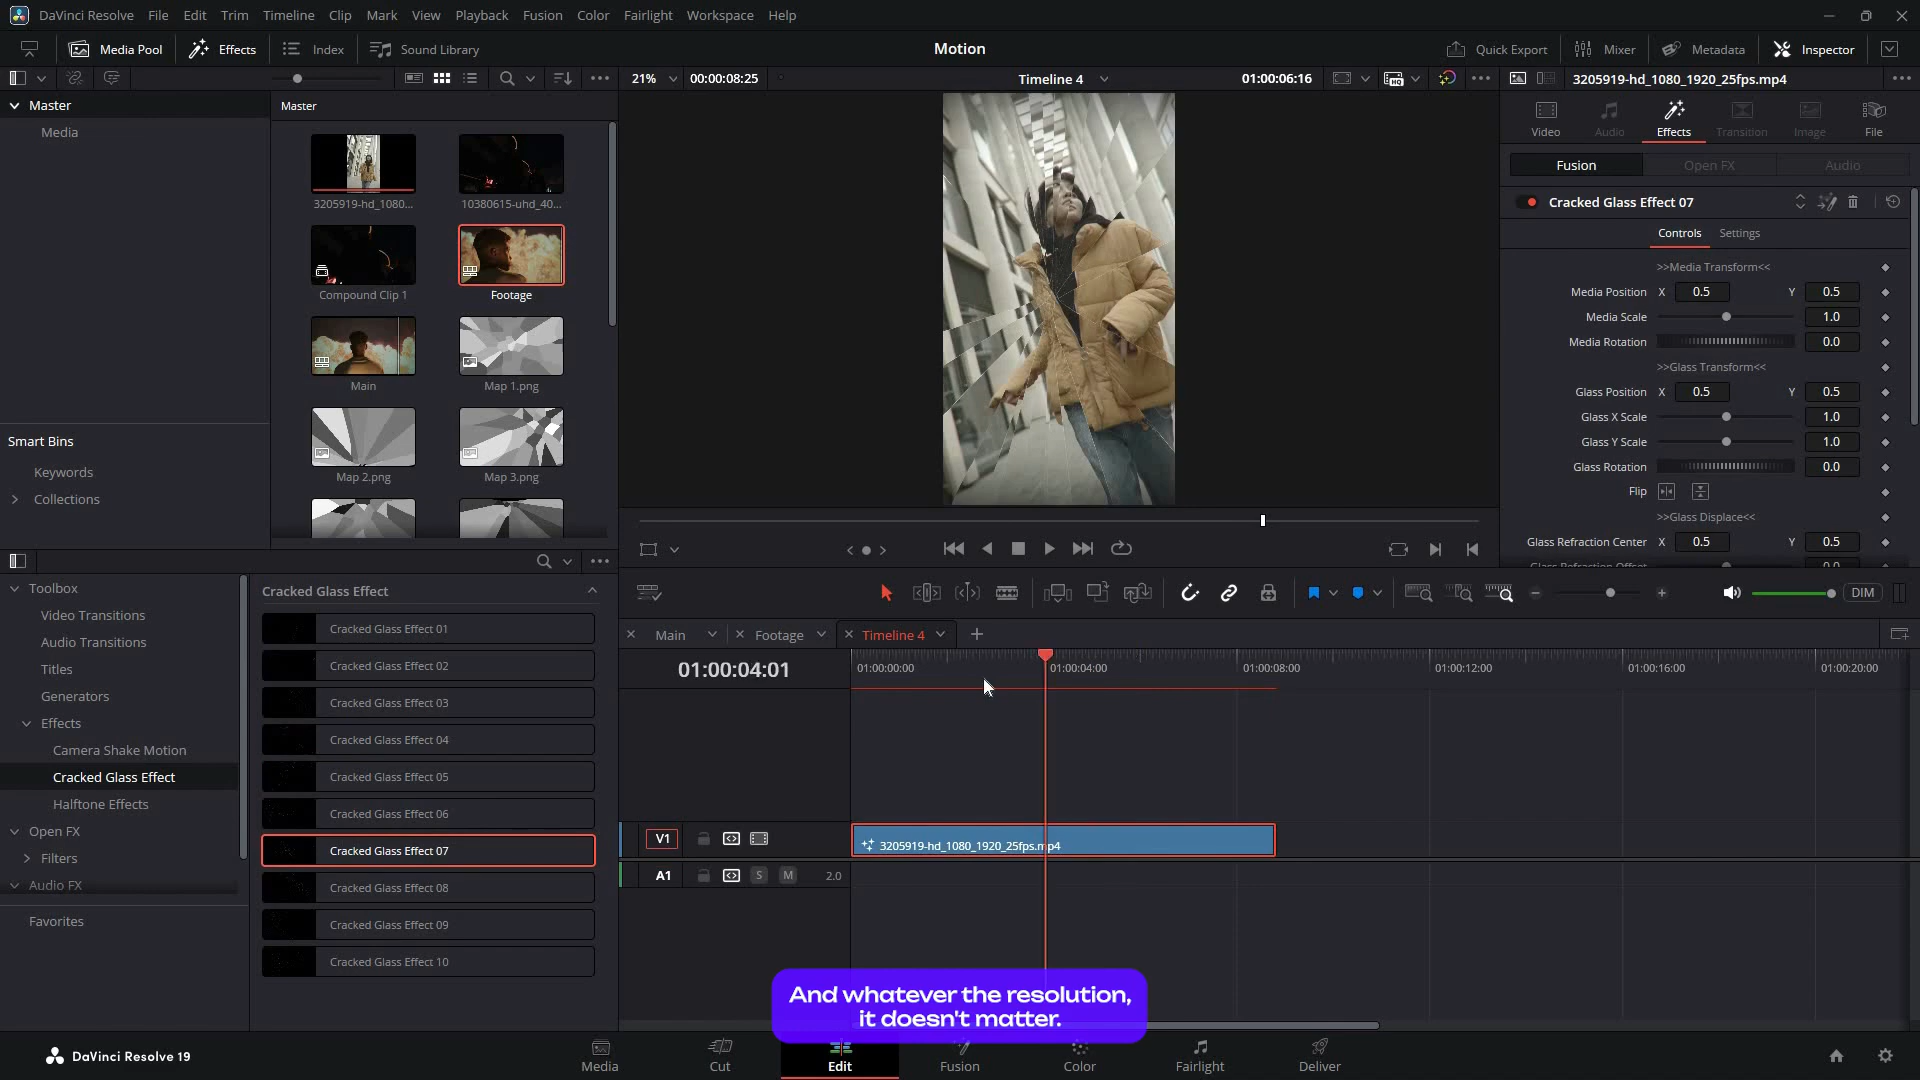 DaVinci Resolve File Edit Trim Timeline Clip Mark View Playback Fusion Color Fairlight Workspace Help
Media Pool Effects Index Sound Library Motion Quick Export Mixer Metadata Inspector
21% 00:00:08:25 Timeline 4 01:00:06:16 3205919-hd_1080_1920_25fps.mp4
Master
Media
Master
3205919-hd_1080...
10380615-uhd_40...
Compound Clip 1
Footage
Main
Map 1.png
Map 2.png
Map 3.png
Smart Bins
Keywords
Collections
Video Audio Effects Transition Image File
Fusion Open FX Audio
Cracked Glass Effect 07
Controls Settings
>>Media Transform<<
Media Position X 0.5 Y 0.5
Media Scale 1.0
Media Rotation 0.0
>>Glass Transform<<
Glass Position X 0.5 Y 0.5
Glass X Scale 1.0
Glass Y Scale 1.0
Glass Rotation 0.0
Flip
>>Glass Displace<<
Glass Refraction Center X 0.5 Y 0.5
Glass Refraction Offset 0.0
Toolbox
Video Transitions
Audio Transitions
Titles
Generators
Effects
Camera Shake Motion
Cracked Glass Effect
Halftone Effects
Open FX
Filters
Audio FX
Favorites
Cracked Glass Effect
Cracked Glass Effect 01
Cracked Glass Effect 02
Cracked Glass Effect 03
Cracked Glass Effect 04
Cracked Glass Effect 05
Cracked Glass Effect 06
Cracked Glass Effect 07
Cracked Glass Effect 08
Cracked Glass Effect 09
Cracked Glass Effect 10
DIM
Main Footage Timeline 4
01:00:04:01 01:00:00:00 01:00:04:00 01:00:08:00 01:00:12:00 01:00:16:00 01:00:20:00
V1 3205919-hd_1080_1920_25fps.mp4
A1 S M 2.0
And whatever the resolution,
it doesn't matter.
DaVinci Resolve 19
Media Cut Edit Fusion Color Fairlight Deliver